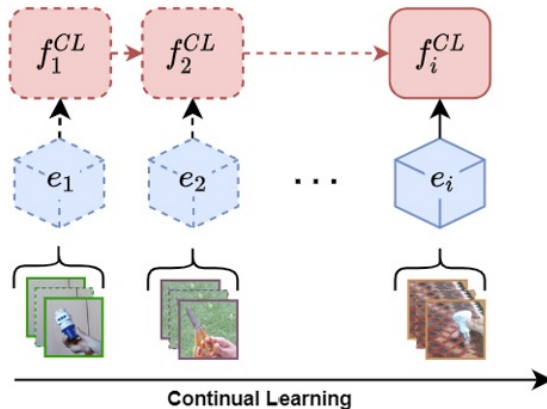 f_1^{CL} f_2^{CL} f_i^{CL}
e_1 e_2 ... e_i
Continual Learning